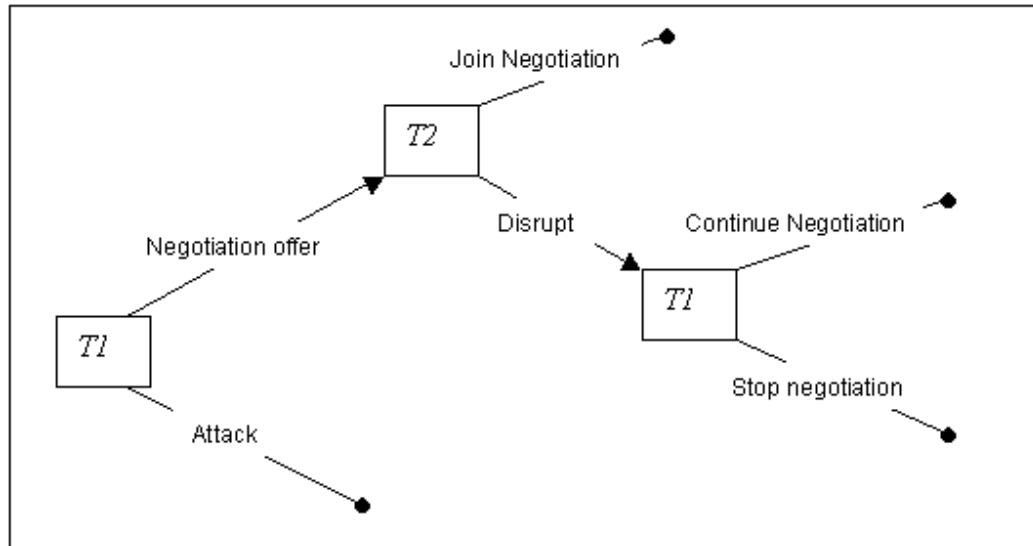 Join Negotiation
T2
Disrupt
Continue Negotiation
Negotiation offer
T1
T1
Stop negotiation
Attack